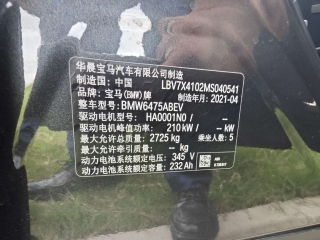 华晨宝马汽车有限公司制造
制造国：中国 LBV7X4102MS040541
品牌：宝马(BMW)牌 制造年月：2021-04
整车型号：BMW6475ABEV
驱动电机型号：HA0001N0 / --
驱动电机峰值功率：210 kW / -- kW
最大允许总质量：2725 kg 乘坐人数：5
最大允许牵引质量：-- kg
动力电池系统额定电压：345 V
动力电池系统额定容量：232 Ah